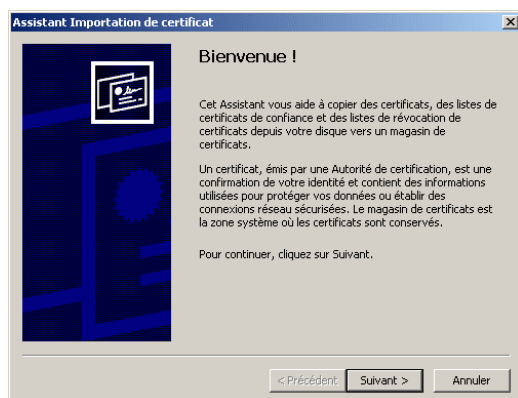 Assistant Importation de certificat
Bienvenue !
Cet Assistant vous aide à copier des certificats, des listes de
certificats de confiance et des listes de révocation de
certificats depuis votre disque vers un magasin de
certificats.
Un certificat, émis par une Autorité de certification, est une
confirmation de votre identité et contient des informations
utilisées pour protéger vos données ou établir des
connexions réseau sécurisées. Le magasin de certificats est
la zone système où les certificats sont conservés.
Pour continuer, cliquez sur Suivant.
< Précédent Suivant > Annuler